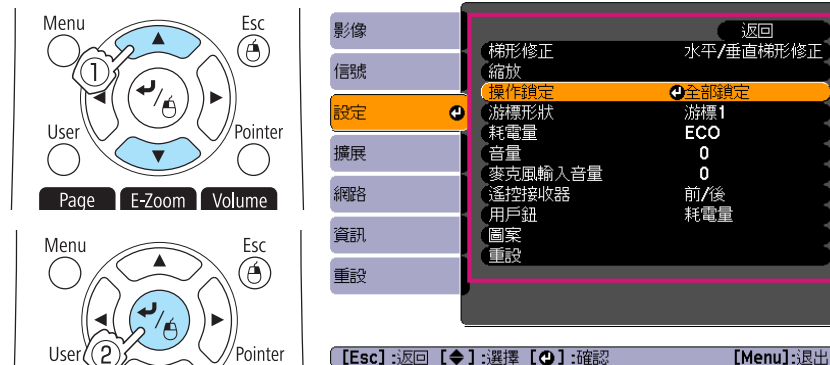 Menu
Esc
①
User
Pointer
Page
E-Zoom
Volume
Menu
Esc
User
②
Pointer
影像
信號
設定
擴展
網路
資訊
重設
返回
梯形修正 水平/垂直梯形修正
縮放
操作鎖定 全部鎖定
游標形狀 游標1
耗電量 ECO
音量 0
麥克風輸入音量 0
遙控接收器 前/後
用戶鈕 耗電量
圖案
重設
[Esc] :返回 [◆] :選擇 [⏎] :確認 [Menu]:退出